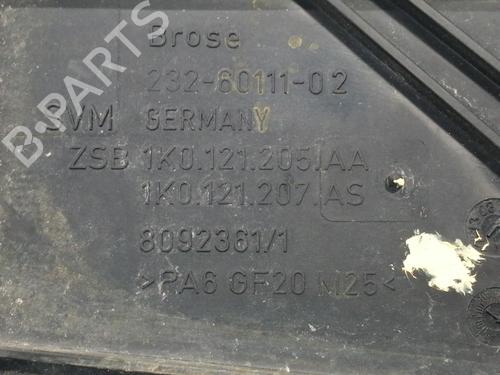 Brose
232-60111-02
SVM GERMANY
ZSB 1K0.121.205.AA
1K0.121.207.AS
8092361/1
>PA6 GF20 M25<
B-PARTS